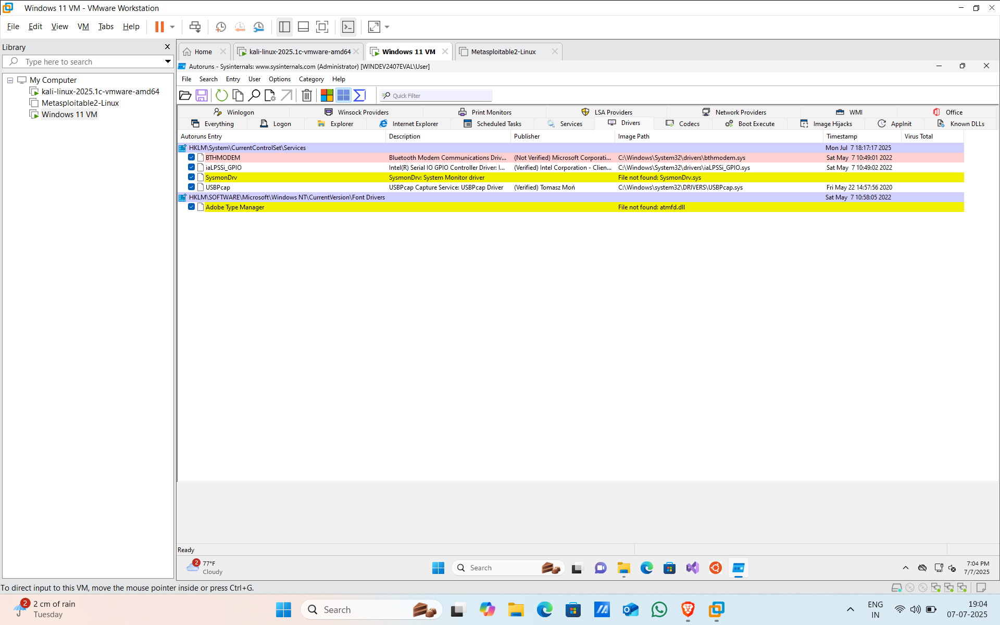 Windows 11 VM - VMware Workstation
File Edit View VM Tabs Help
Library X
Type here to search
My Computer
kali-linux-2025.1c-vmware-amd64
Metasploitable2-Linux
Windows 11 VM
Home kali-linux-2025.1c-vmware-amd64 Windows 11 VM Metasploitable2-Linux
Autoruns - Sysinternals: www.sysinternals.com (Administrator) [WINDEV2407EVAL\User]
File Search Entry User Options Category Help
Quick Filter
Winlogon Winsock Providers Print Monitors LSA Providers Network Providers WMI Office
Everything Logon Explorer Internet Explorer Scheduled Tasks Services Drivers Codecs Boot Execute Image Hijacks AppInit Known DLLs
Autoruns Entry Description Publisher Image Path Timestamp Virus Total
HKLM\System\CurrentControlSet\Services Mon Jul 7 18:17:17 2025
BTHMODEM Bluetooth Modem Communications Driv... (Not Verified) Microsoft Corporati... C:\Windows\System32\drivers\bthmodem.sys Sat May 7 10:49:01 2022
iaLPSSi_GPIO Intel(R) Serial IO GPIO Controller Driver: I... (Verified) Intel Corporation - Clien... C:\Windows\System32\drivers\iaLPSSi_GPIO.sys Sat May 7 10:49:02 2022
SysmonDrv SysmonDrv: System Monitor driver File not found: SysmonDrv.sys
USBPcap USBPcap Capture Service: USBPcap Driver (Verified) Tomasz Moń C:\Windows\system32\DRIVERS\USBPcap.sys Fri May 22 14:57:56 2020
HKLM\SOFTWARE\Microsoft\Windows NT\CurrentVersion\Font Drivers Sat May 7 10:58:05 2022
Adobe Type Manager File not found: atmfd.dll
Ready
2 77°F
Cloudy
Search
7:04 PM
7/7/2025
To direct input to this VM, move the mouse pointer inside or press Ctrl+G.
2 2 cm of rain
Tuesday
Search
ENG
IN
19:04
07-07-2025